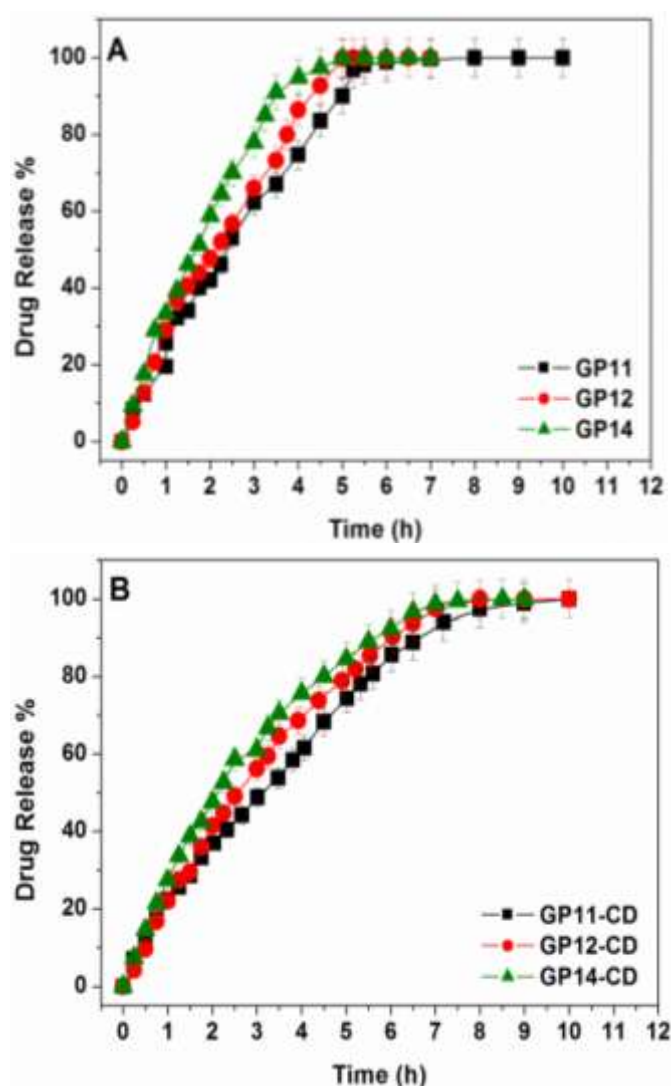 A
Drug Release %
100
80
60
40
20
0
GP11
GP12
GP14
0 1 2 3 4 5 6 7 8 9 10 11 12
Time (h)
B
Drug Release %
100
80
60
40
20
0
GP11-CD
GP12-CD
GP14-CD
0 1 2 3 4 5 6 7 8 9 10 11 12
Time (h)